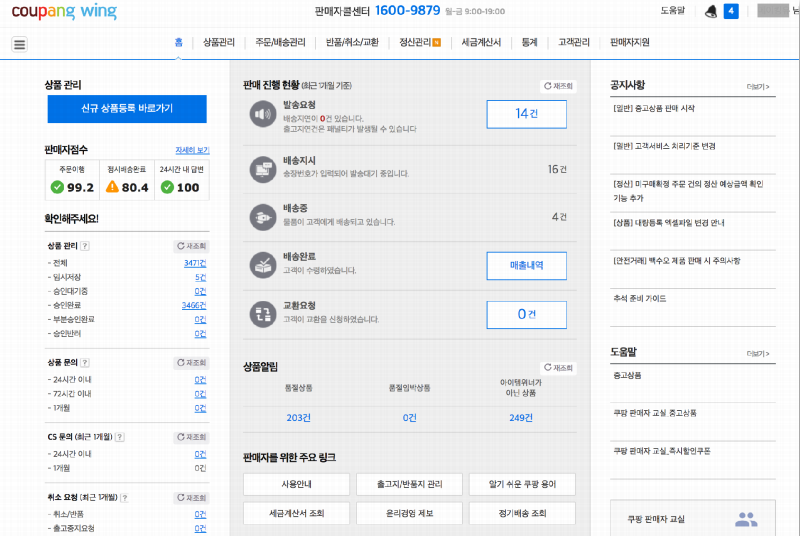 coupang wing
판매자콜센터 1600-9879 월-금 9:00-19:00
도움말
4
님
홈
상품관리
주문/배송관리
반품/취소/교환
정산관리 N
세금계산서
통계
고객관리
판매자지원
상품 관리
신규 상품등록 바로가기
판매자점수 자세히 보기
주문이행 정시배송완료 24시간 내 답변
99.2 80.4 100
확인해주세요!
상품 관리 ? 재조회
- 전체 3471건
- 임시저장 5건
- 승인대기중 0건
- 승인완료 3466건
- 부분승인완료 0건
- 승인반려 0건
상품 문의 ? 재조회
- 24시간 이내 0건
- 72시간 이내 0건
- 1개월 0건
CS 문의 (최근 1개월) ? 재조회
- 24시간 이내 0건
- 1개월 0건
취소 요청 (최근 1개월) ? 재조회
- 취소/반품 0건
- 출고중지요청 0건
판매 진행 현황 (최근 1개월 기준) 재조회
발송요청
배송지연이 0건 있습니다.
출고지연건은 패널티가 발생될 수 있습니다
14 건
배송지시
송장번호가 입력되어 발송대기 중입니다.
16 건
배송중
물품이 고객에게 배송되고 있습니다.
4 건
배송완료
고객이 수령하였습니다.
매출내역
교환요청
고객이 교환을 신청하였습니다.
0 건
상품알림 재조회
품절상품 품절임박상품 아이템위너가
아닌 상품
203건 0건 249건
판매자를 위한 주요 링크
사용안내 출고지/반품지 관리 알기 쉬운 쿠팡 용어
세금계산서 조회 윤리경영 제보 정기배송 조회
공지사항 더보기 >
[일반] 중고상품 판매 시작
[일반] 고객서비스 처리기준 변경
[정산] 미구매확정 주문 건의 정산 예상금액 확인
기능 추가
[상품] 대량등록 엑셀파일 변경 안내
[안전거래] 백수오 제품 판매 시 주의사항
추석 준비 가이드
도움말 더보기 >
중고상품
쿠팡 판매자 교실 중고상품
쿠팡 판매자 교실_즉시할인쿠폰
쿠팡 판매자 교실